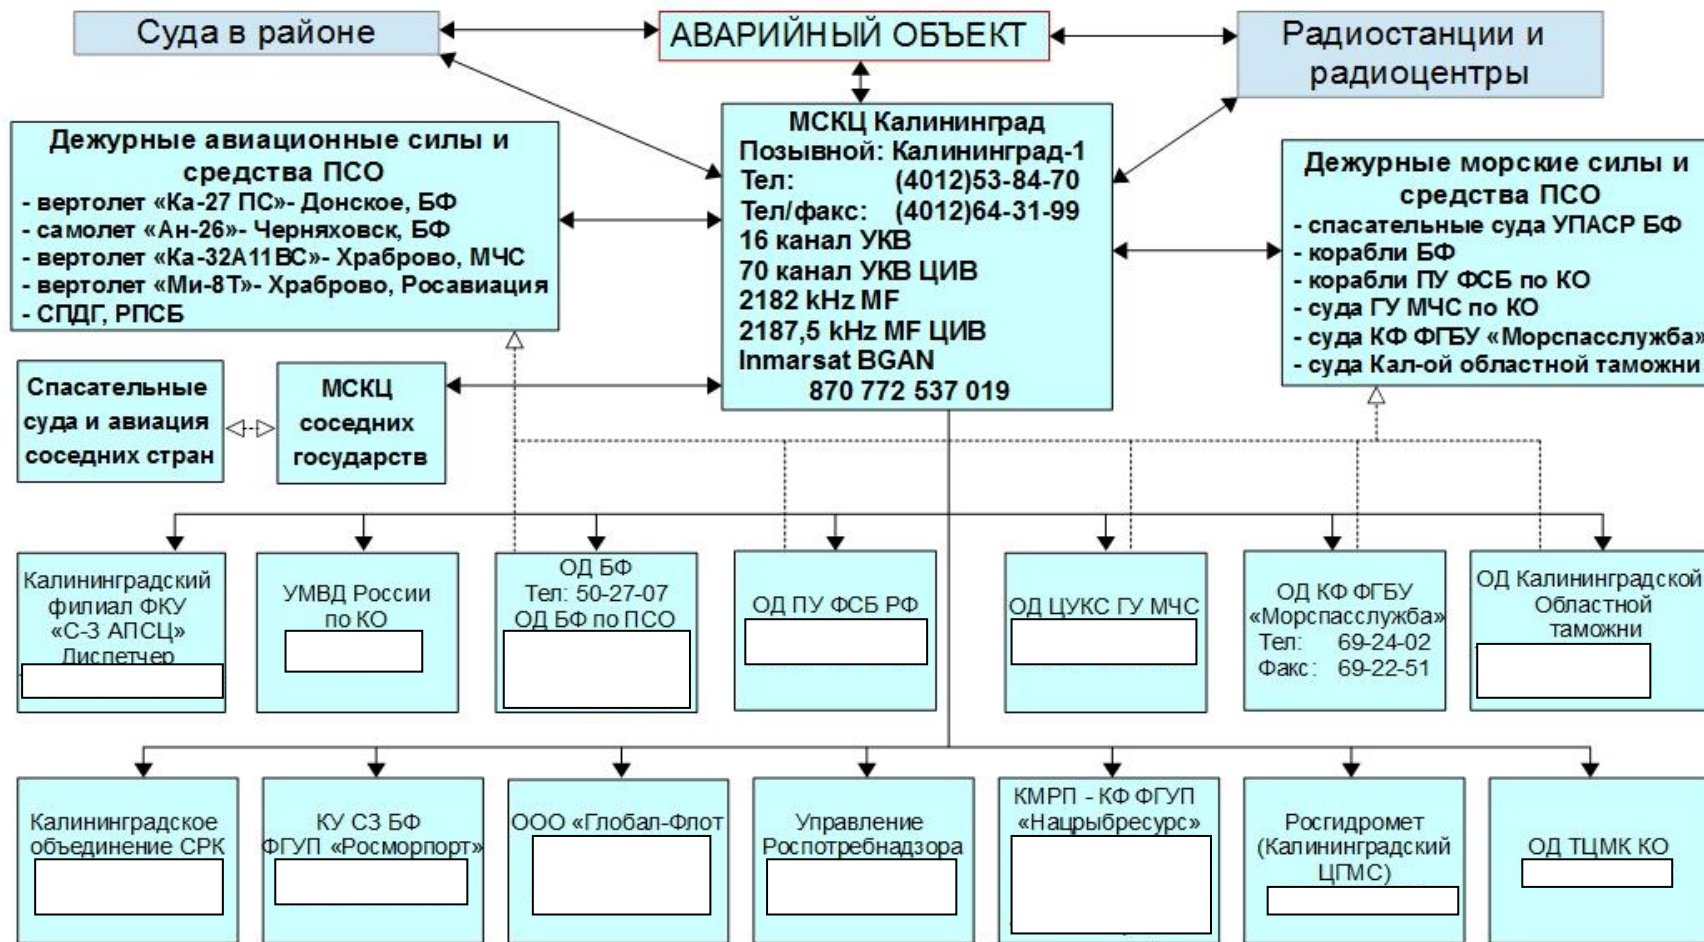 Суда в районе
АВАРИЙНЫЙ ОБЪЕКТ
Радиостанции и
радиоцентры
МСКЦ Калининград
Позывной: Калининград-1
Тел: (4012)53-84-70
Тел/факс: (4012)64-31-99
16 канал УКВ
70 канал УКВ ЦИВ
2182 kHz MF
2187,5 kHz MF ЦИВ
Inmarsat BGAN
870 772 537 019
Дежурные авиационные силы и
средства ПСО
- вертолет «Ка-27 ПС»- Донское, БФ
- самолет «Ан-26»- Черняховск, БФ
- вертолет «Ка-32А11ВС»- Храброво, МЧС
- вертолет «Ми-8Т»- Храброво, Росавиация
- СПДГ, РПСБ
Дежурные морские силы и
средства ПСО
- спасательные суда УПАСР БФ
- корабли БФ
- корабли ПУ ФСБ по КО
- суда ГУ МЧС по КО
- суда КФ ФГБУ «Морспасслужба»
- суда Кал-ой областной таможни
Спасательные
суда и авиация
соседних стран
МСКЦ
соседних
государств
Калининградский
филиал ФКУ
«С-З АПСЦ»
Диспетчер
УМВД России
по КО
ОД БФ
Тел: 50-27-07
ОД БФ по ПСО
ОД ПУ ФСБ РФ
ОД ЦУКС ГУ МЧС
ОД КФ ФГБУ
«Морспасслужба»
Тел: 69-24-02
Факс: 69-22-51
ОД Калининградской
Областной
таможни
Калининградское
объединение СРК
КУ СЗ БФ
ФГУП «Росморпорт»
ООО «Глобал-Флот
Управление
Роспотребнадзора
КМРП - КФ ФГУП
«Нацрыбресурс»
Росгидромет
(Калининградский
ЦГМС)
ОД ТЦМК КО